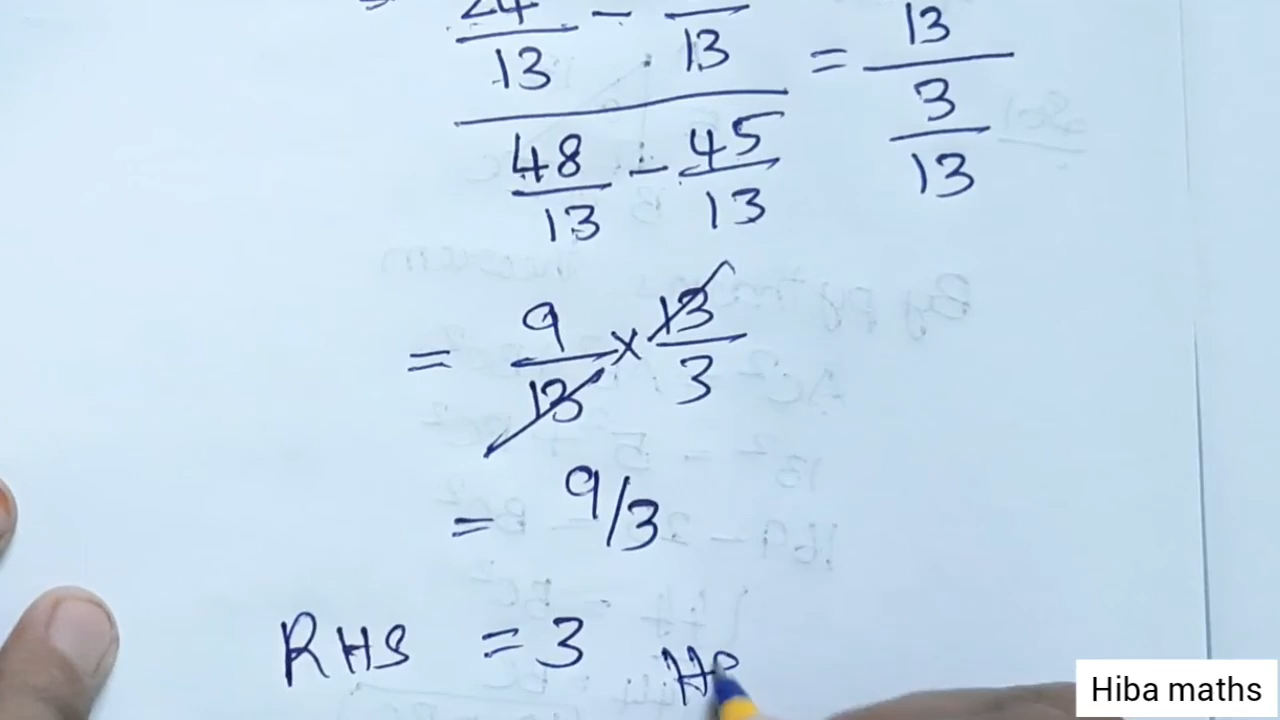 = 24/13 - /13 = 13
48/13 - 45/13 3/13
= 9/13 × 13/3
= 9/3
RHS = 3
Hiba maths